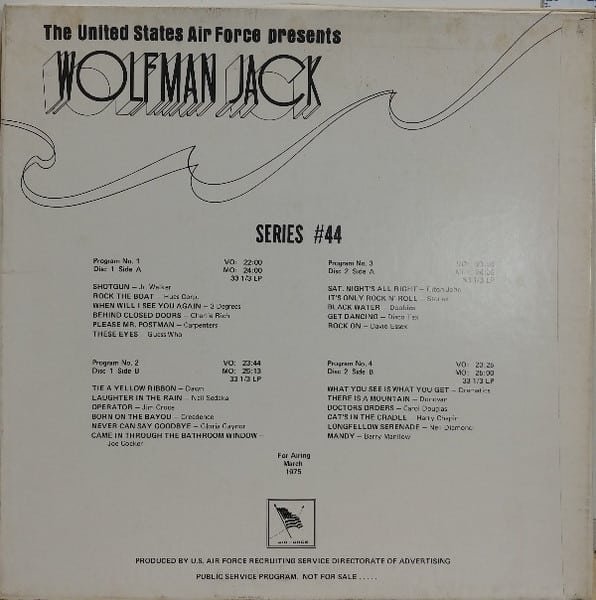 The United States Air Force presents
WOLFMAN JACK
SERIES #44
Program No. 1 VO: 22:00
Disc 1 Side A MO: 24:00
33 1/3 LP
SHOTGUN – Jr. Walker
ROCK THE BOAT – Hues Corp.
WHEN WILL I SEE YOU AGAIN – 3 Degrees
BEHIND CLOSED DOORS – Charlie Rich
PLEASE MR. POSTMAN – Carpenters
THESE EYES – Guess Who
Program No. 2 VO: 23:44
Disc 1 Side B MO: 25:13
33 1/3 LP
TIE A YELLOW RIBBON – Dawn
LAUGHTER IN THE RAIN – Neil Sedaka
OPERATOR – Jim Croce
BORN ON THE BAYOU – Creedence
NEVER CAN SAY GOODBYE – Gloria Gaynor
CAME IN THROUGH THE BATHROOM WINDOW –
Joe Cocker
Program No. 3 VO:
Disc 2 Side A MO:
33 1/3 LP
SAT. NIGHT'S ALL RIGHT – Elton John
IT'S ONLY ROCK N' ROLL – Stones
BLACK WATER – Doobies
GET DANCING – Disco Tex
ROCK ON – David Essex
Program No. 4 VO: 23:25
Disc 2 Side B MO: 25:00
33 1/3 LP
WHAT YOU SEE IS WHAT YOU GET – Dramatics
THERE IS A MOUNTAIN – Donovan
DOCTORS ORDERS – Carol Douglas
CAT'S IN THE CRADLE – Harry Chapin
LONGFELLOW SERENADE – Neil Diamond
MANDY – Barry Manilow
For Airing
March
1975
AIR FORCE
PRODUCED BY U.S. AIR FORCE RECRUITING SERVICE DIRECTORATE OF ADVERTISING
PUBLIC SERVICE PROGRAM. NOT FOR SALE . . . . .